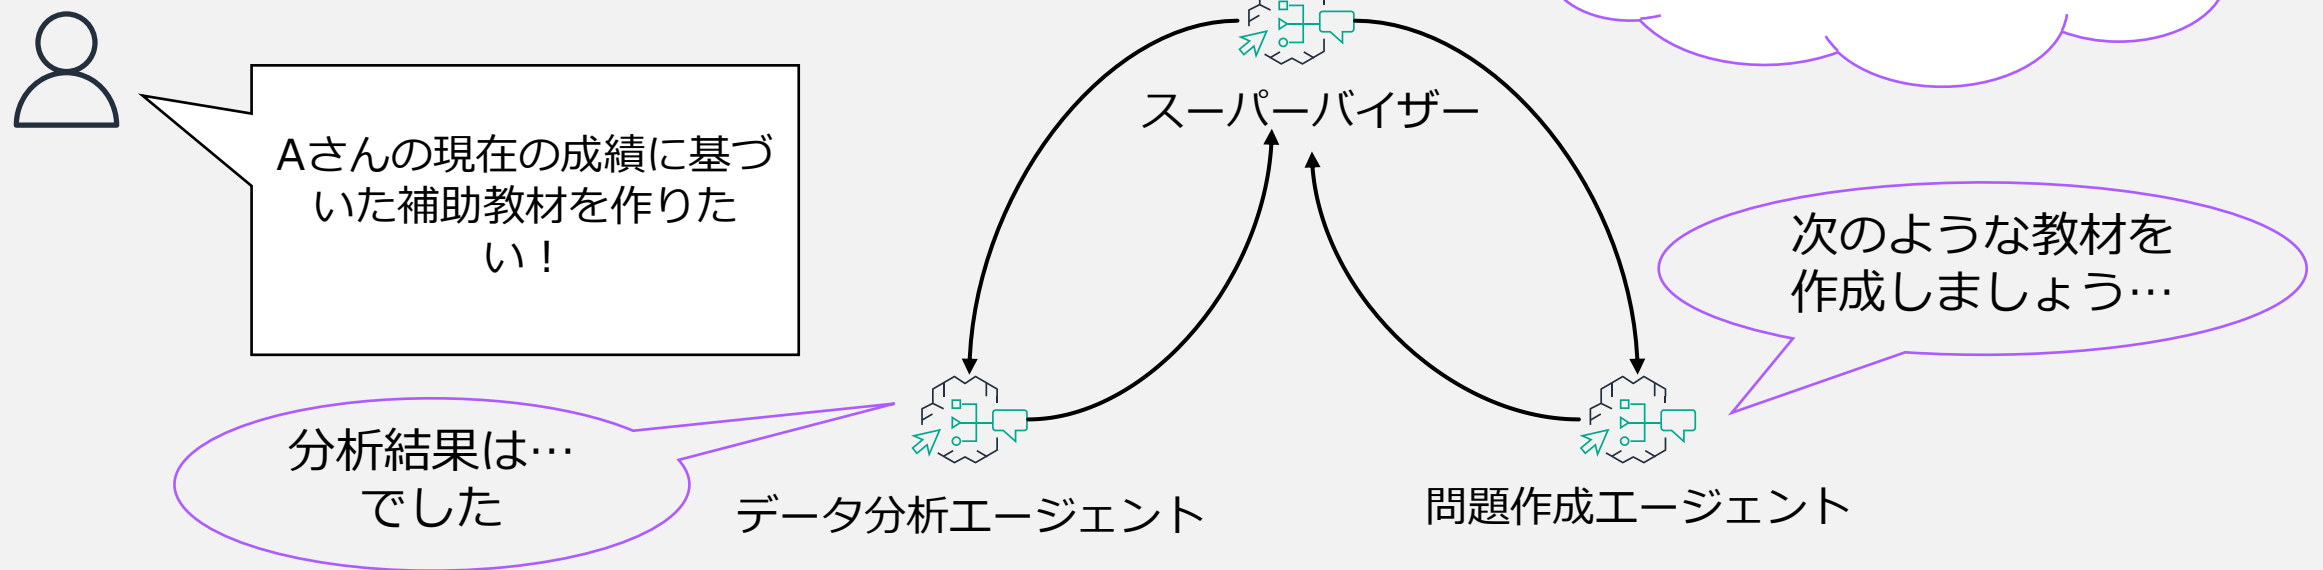 スーパーバイザー
Aさんの現在の成績に基づ
いた補助教材を作りた
い！
次のような教材を
作成しましょう…
分析結果は…
でした
データ分析エージェント
問題作成エージェント